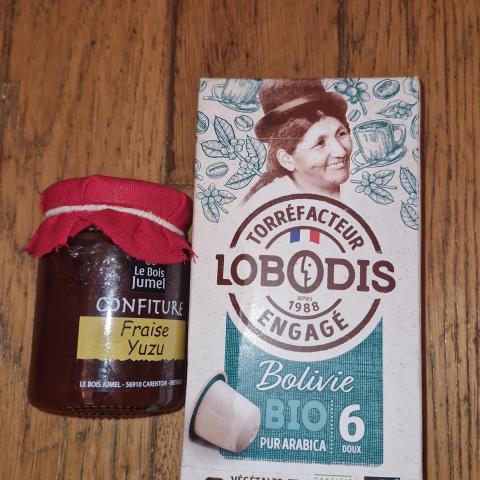 Le Bois
Jumel
CONFITURE
Fraise
Yuzu
LE BOIS JUMEL - 56910 CARENTOIR -
TORRÉFACTEUR
LOBODIS
DEPUIS
1988
ENGAGÉ
Bolivie
BIO
PUR ARABICA
6
DOUX